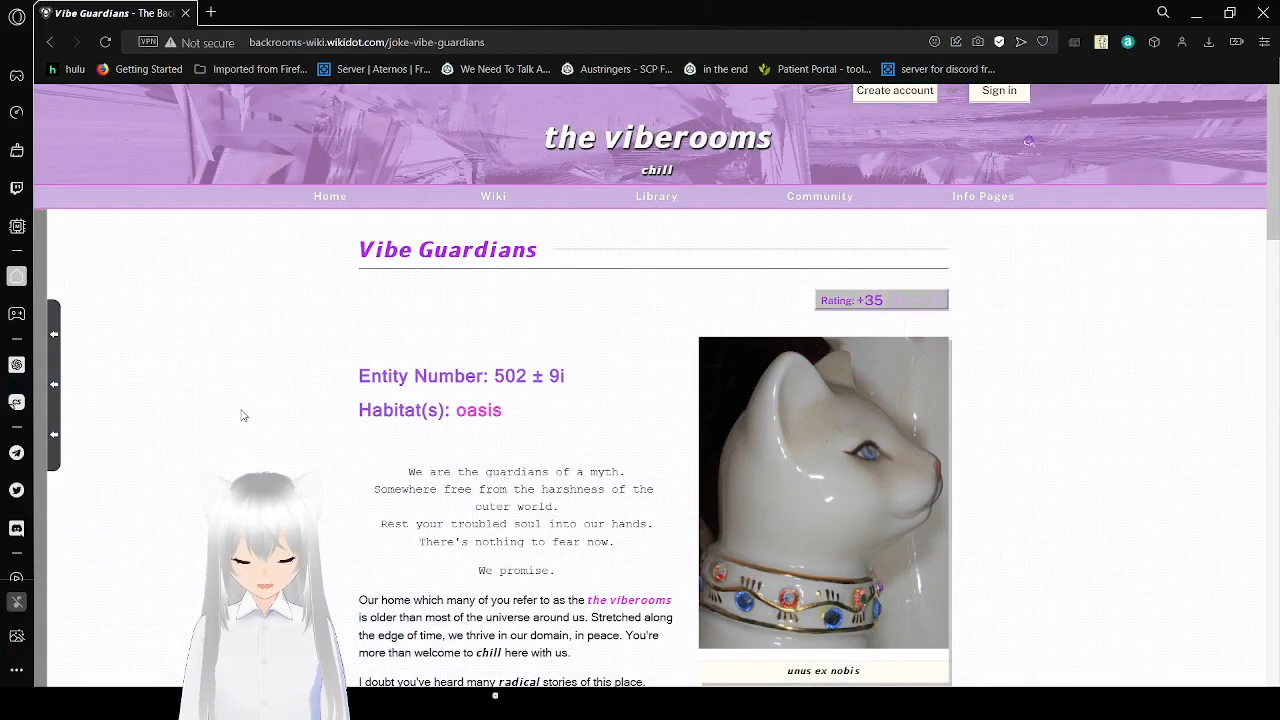 Vibe Guardians - The Bac
VPN
Not secure
backrooms-wiki.wikidot.com/joke-vibe-guardians
hulu
Getting Started
Imported from Firef...
Server | Aternos | Fr...
We Need To Talk A...
Austringers - SCP F...
in the end
Patient Portal - tool...
server for discord fr...
Create account
or
Sign in
the viberooms
chill
Home
Wiki
Library
Community
Info Pages
Vibe Guardians
Rating: +35
Entity Number: 502 ± 9i
Habitat(s): oasis
We are the guardians of a myth.
Somewhere free from the harshness of the
outer world.
Rest your troubled soul into our hands.
There's nothing to fear now.
We promise.
Our home which many of you refer to as the the viberooms
is older than most of the universe around us. Stretched along
the edge of time, we thrive in our domain, in peace. You're
more than welcome to chill here with us.
I doubt you've heard many radical stories of this place.
unus ex nobis